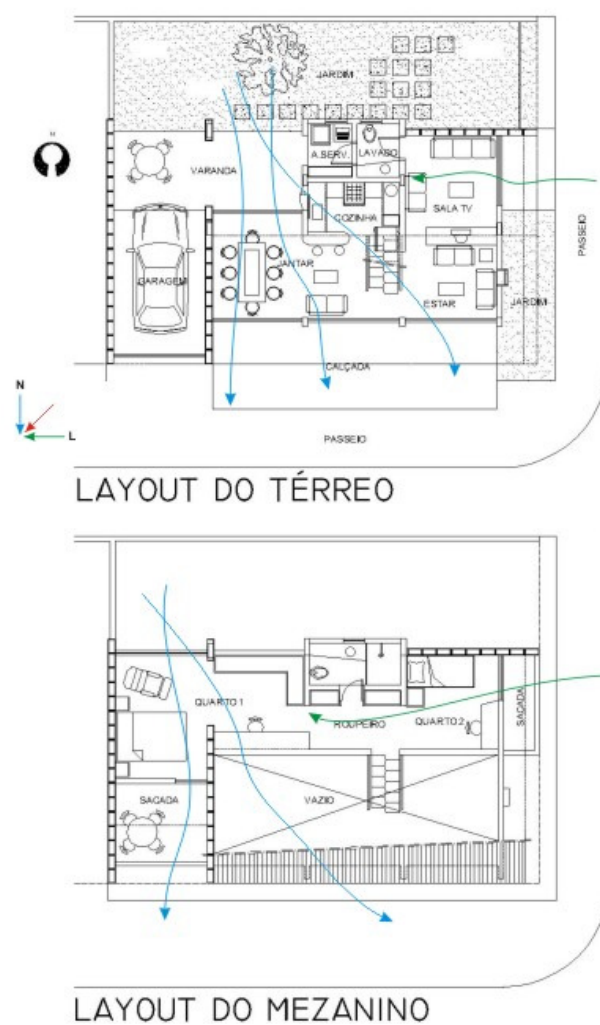 JARDIM
A.SERV.
LAVABO
VARANDA
COZINHA
SALA TV
PASSEIO
JANTAR
GARAGEM
ESTAR
JARDIM
CALÇADA
N
L
PASSEIO
LAYOUT DO TÉRREO
QUARTO 1
ROUPEIRO
QUARTO 2
SACADA
SACADA
VAZIO
LAYOUT DO MEZANINO